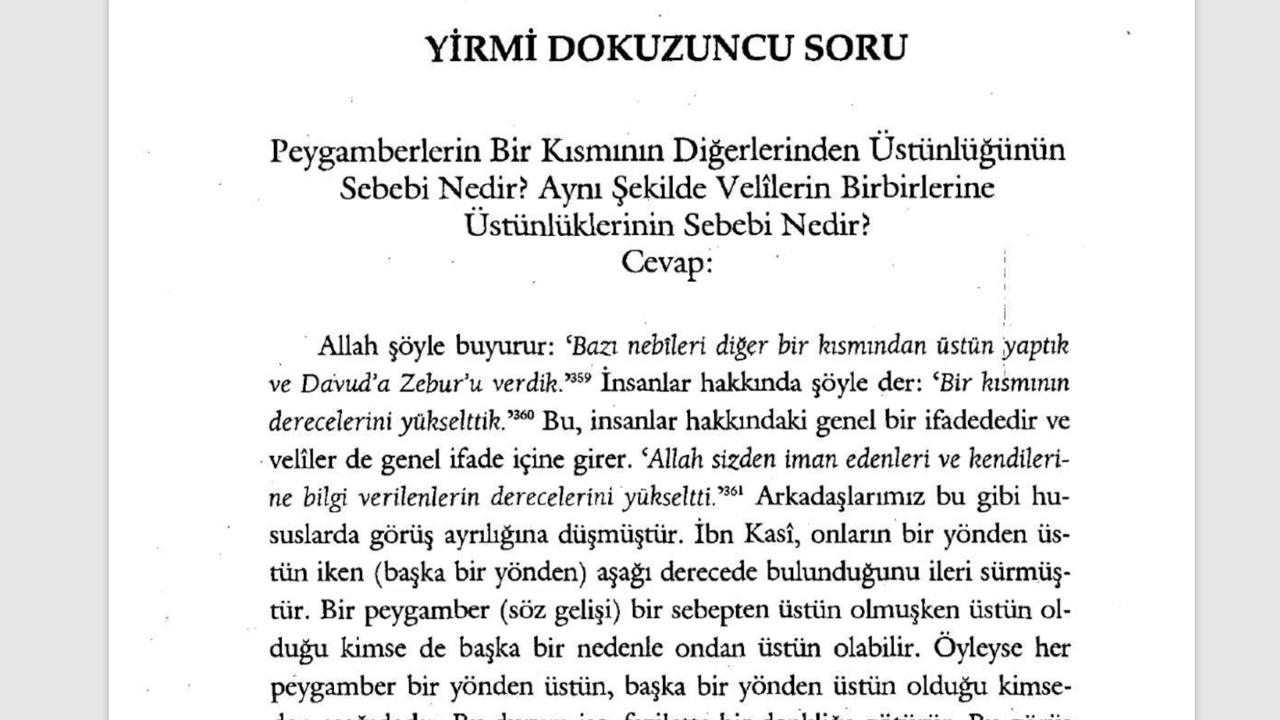 YİRMİ DOKUZUNCU SORU
Peygamberlerin Bir Kısmının Diğerlerinden Üstünlüğünün
Sebebi Nedir? Aynı Şekilde Velîlerin Birbirlerine
Üstünlüklerinin Sebebi Nedir?
Cevap:
Allah şöyle buyurur: ‘Bazı nebîleri diğer bir kısmından üstün yaptık
ve Davud’a Zebur’u verdik.’³⁵⁹ İnsanlar hakkında şöyle der: ‘Bir kısmının
derecelerini yükselttik.’³⁶⁰ Bu, insanlar hakkındaki genel bir ifadededir ve
velîler de genel ifade içine girer. ‘Allah sizden iman edenleri ve kendileri-
ne bilgi verilenlerin derecelerini yükseltti.’³⁶¹ Arkadaşlarımız bu gibi hu-
suslarda görüş ayrılığına düşmüştür. İbn Kasî, onların bir yönden üs-
tün iken (başka bir yönden) aşağı derecede bulunduğunu ileri sürmüş-
tür. Bir peygamber (söz gelişi) bir sebepten üstün olmuşken üstün ol-
duğu kimse de başka bir nedenle ondan üstün olabilir. Öyleyse her
peygamber bir yönden üstün, başka bir yönden üstün olduğu kimse-